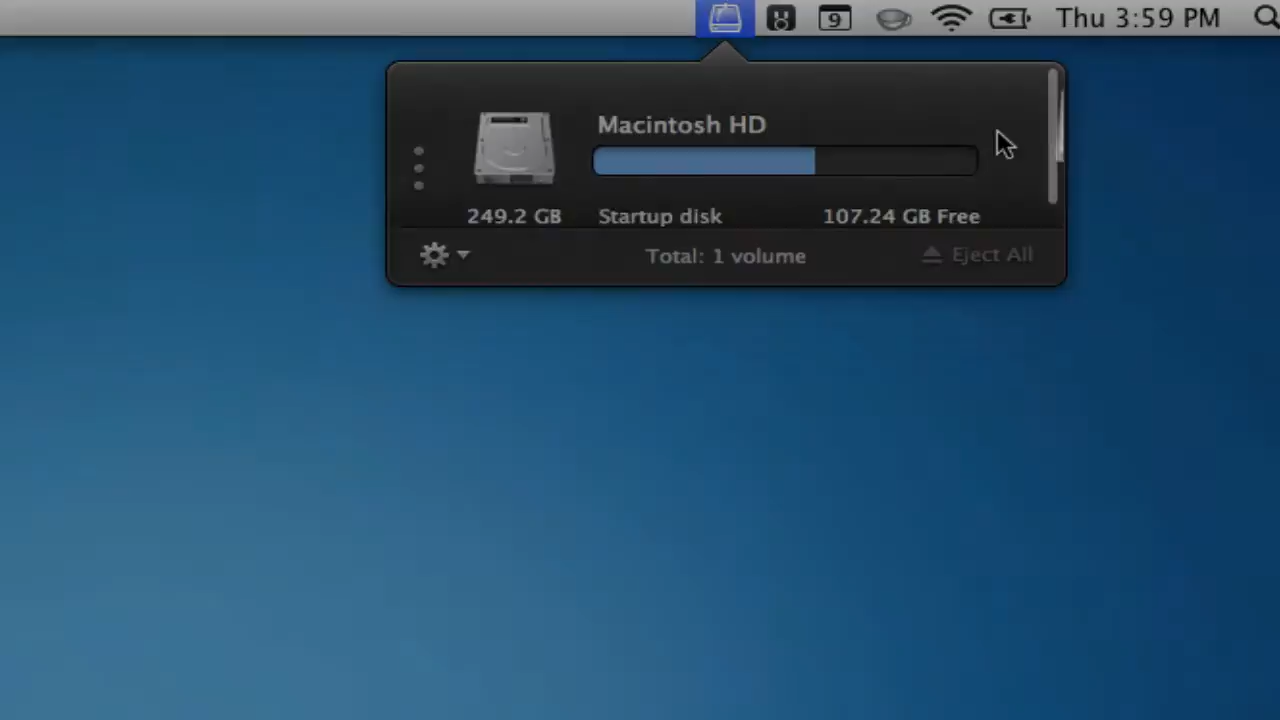 9 Thu 3:59 PM
Macintosh HD
249.2 GB Startup disk 107.24 GB Free
Total: 1 volume Eject All